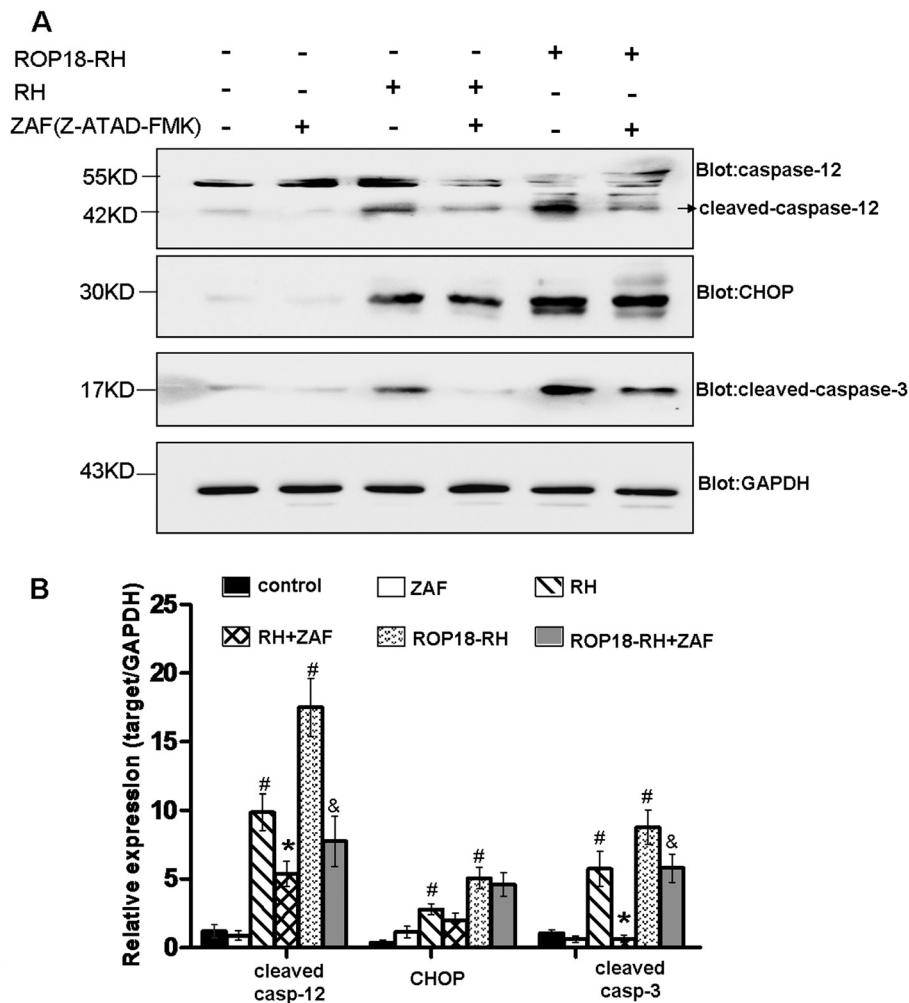 A
ROP18-RH - - - - + +
RH - - + + - -
ZAF(Z-ATAD-FMK) - + - + - +
55KD Blot:caspase-12
42KD cleaved-caspase-12
30KD Blot:CHOP
17KD Blot:cleaved-caspase-3
43KD Blot:GAPDH
B
control ZAF RH
RH+ZAF ROP18-RH ROP18-RH+ZAF
Relative expression (target/GAPDH)
25
20
15
10
5
0
# * # &
# #
# * # &
cleaved casp-12
CHOP
cleaved casp-3